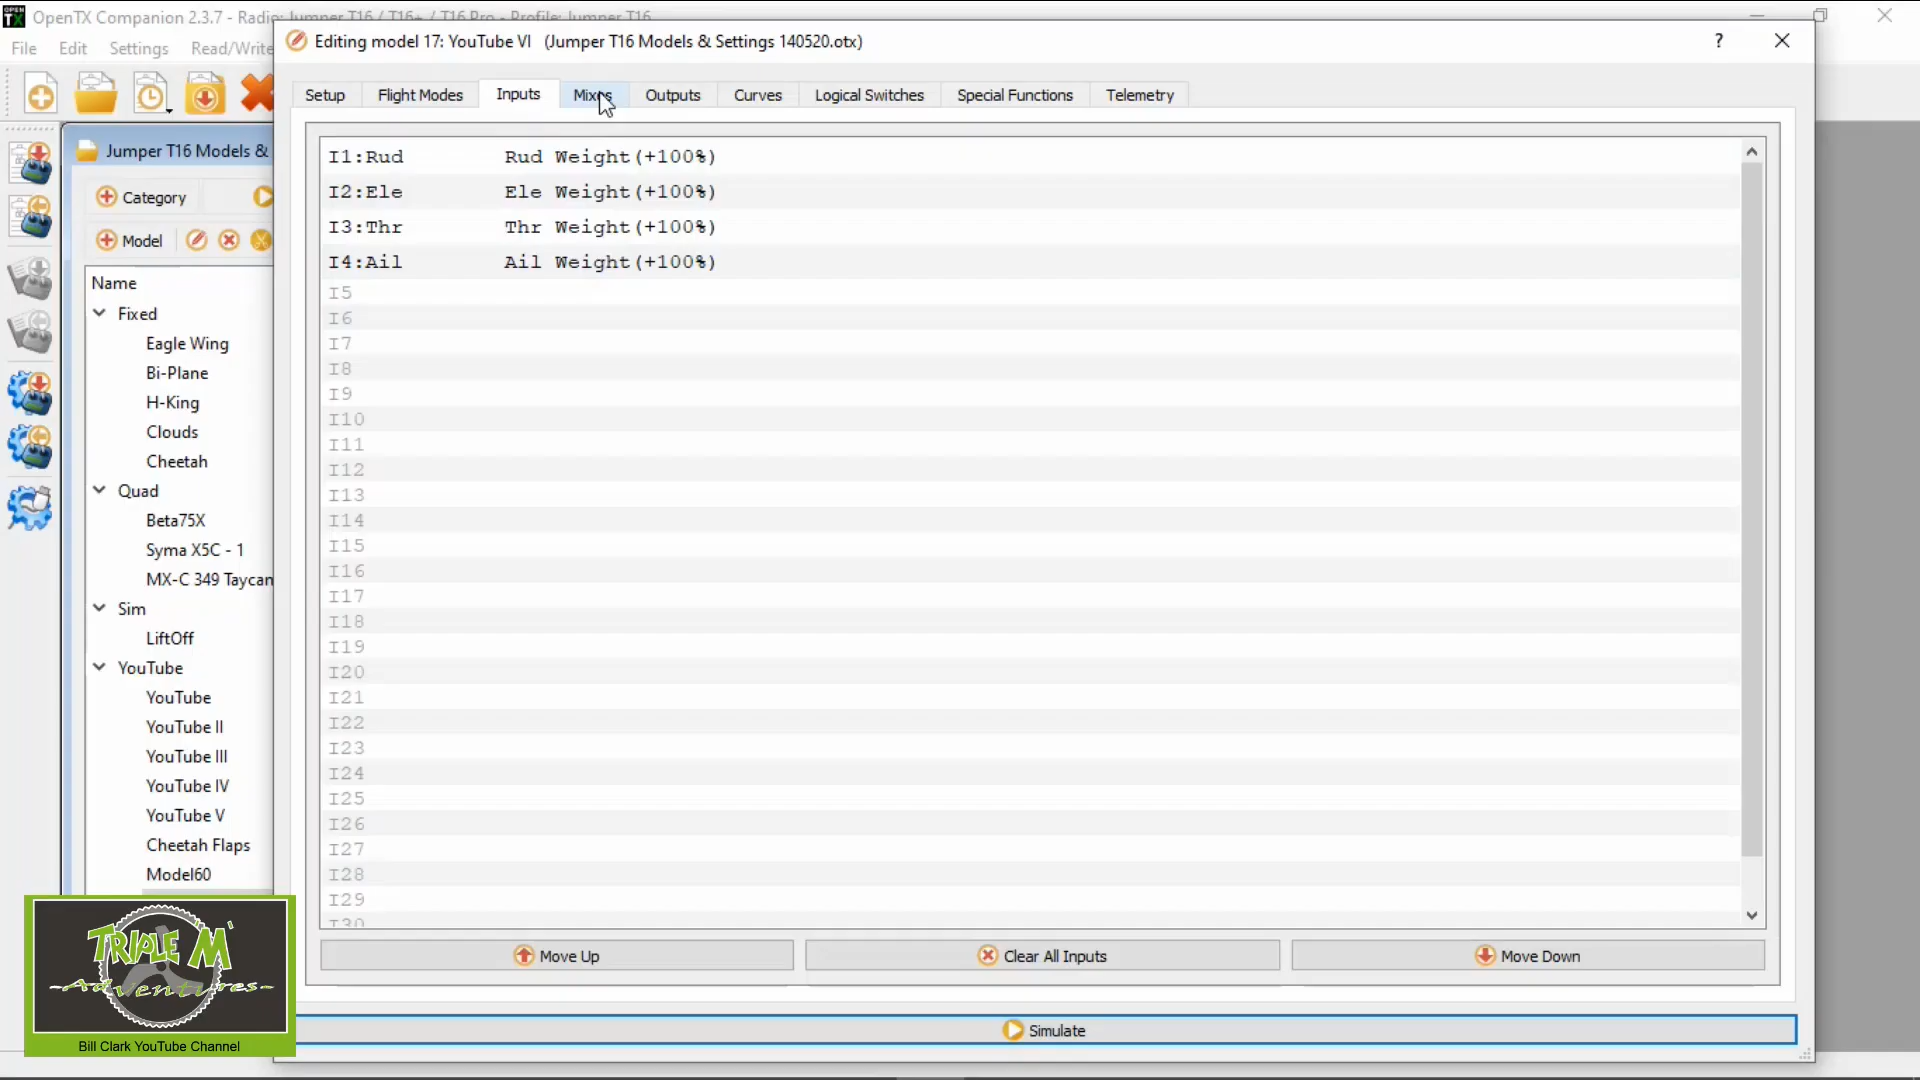 OpenTX Companion 2.3.7 - Radio: Jumper T16 / T16+ / T16 Pro - Profile: Jumper T16
File Edit Settings Read/Write
Editing model 17: YouTube VI (Jumper T16 Models & Settings 140520.otx)
?
Setup Flight Modes Inputs Mixes Outputs Curves Logical Switches Special Functions Telemetry
Jumper T16 Models &
Category
Model
Name
Fixed
Eagle Wing
Bi-Plane
H-King
Clouds
Cheetah
Quad
Beta75X
Syma X5C - 1
MX-C 349 Taycan
Sim
LiftOff
YouTube
YouTube
YouTube II
YouTube III
YouTube IV
YouTube V
Cheetah Flaps
Model60
I1:Rud Rud Weight(+100%)
I2:Ele Ele Weight(+100%)
I3:Thr Thr Weight(+100%)
I4:Ail Ail Weight(+100%)
I5
I6
I7
I8
I9
I10
I11
I12
I13
I14
I15
I16
I17
I18
I19
I20
I21
I22
I23
I24
I25
I26
I27
I28
I29
I30
Move Up Clear All Inputs Move Down
Simulate
TRIPLE M
-Adventures-
Bill Clark YouTube Channel
OPEN
TX